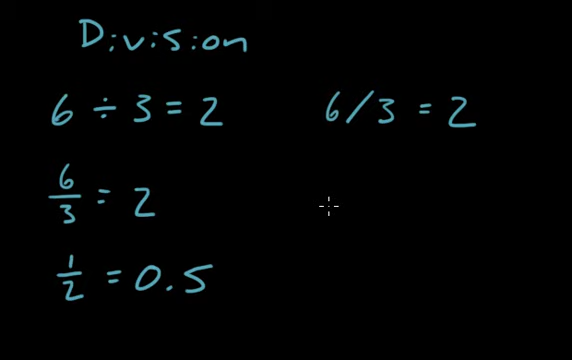 Division
6 ÷ 3 = 2
6/3 = 2
6/3 = 2
1/2 = 0.5